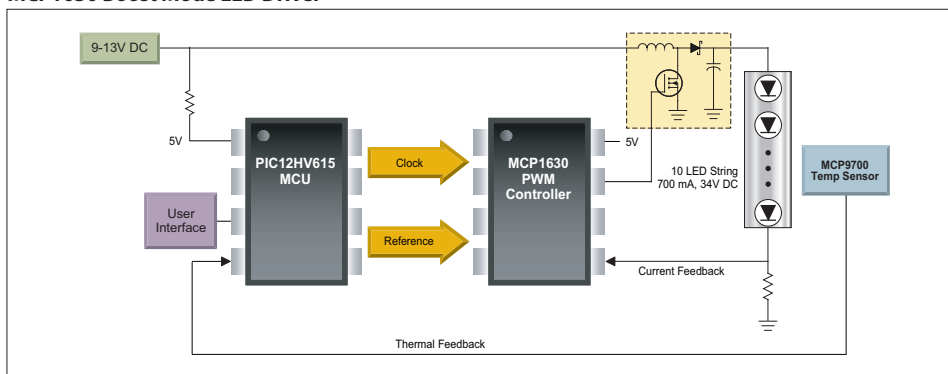 MCP1630 Boost Mode LED Driver
9-13V DC
5V
PIC12HV615
MCU
Clock
Reference
MCP1630
PWM
Controller
5V
10 LED String
700 mA, 34V DC
MCP9700
Temp Sensor
User
Interface
Current Feedback
Thermal Feedback